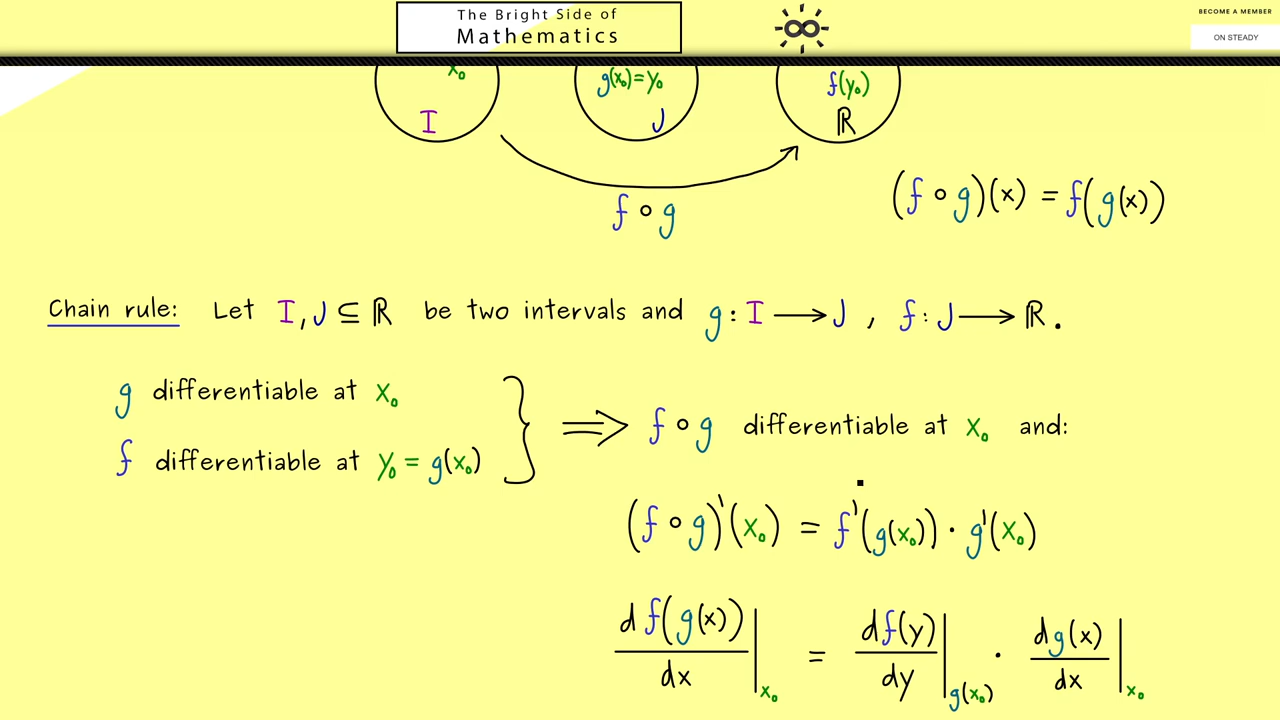 The Bright Side of
Mathematics
BECOME A MEMBER
ON STEADY
x₀
g(x₀)=y₀
f(y₀)
I
J
ℝ
f ∘ g
(f ∘ g)(x) = f(g(x))
Chain rule: Let I, J ⊆ ℝ be two intervals and g: I ⟶ J , f: J ⟶ ℝ.
g differentiable at x₀
f differentiable at y₀ = g(x₀)
⟹ f ∘ g differentiable at x₀ and:
(f ∘ g)'(x₀) = f'(g(x₀)) · g'(x₀)
d f(g(x))/dx |x₀ = df(y)/dy |g(x₀) · dg(x)/dx |x₀